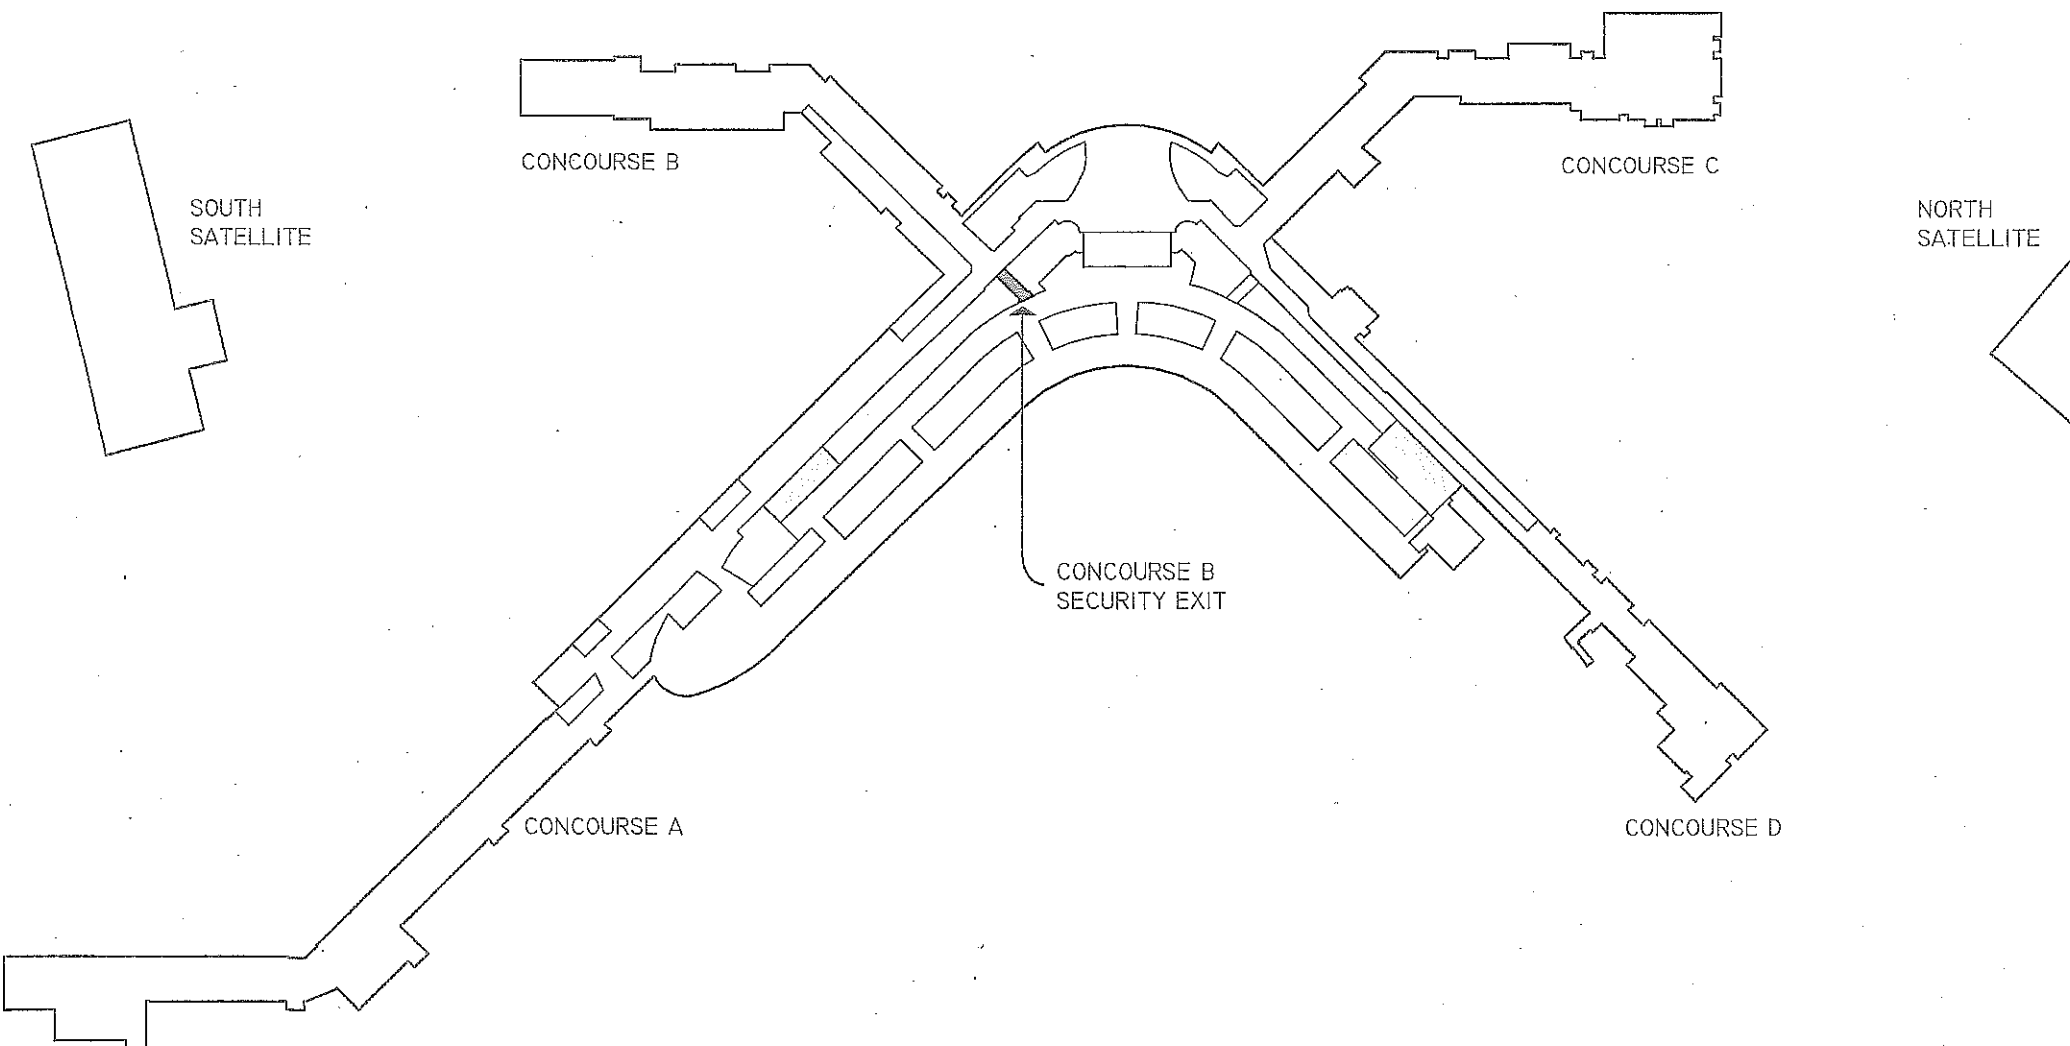 CONCOURSE B
CONCOURSE C
SOUTH
SATELLITE
NORTH
SATELLITE
CONCOURSE B
SECURITY EXIT
CONCOURSE A
CONCOURSE D